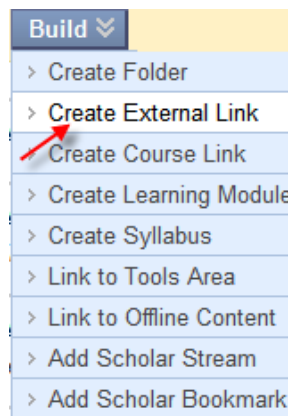 Build
Create Folder
Create External Link
Create Course Link
Create Learning Module
Create Syllabus
Link to Tools Area
Link to Offline Content
Add Scholar Stream
Add Scholar Bookmark